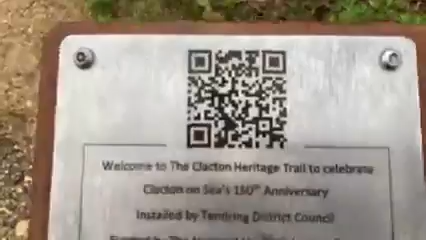 Welcome to The Clacton Heritage Trail to celebrate
Clacton on Sea's 150th Anniversary
Installed by Tendring District Council